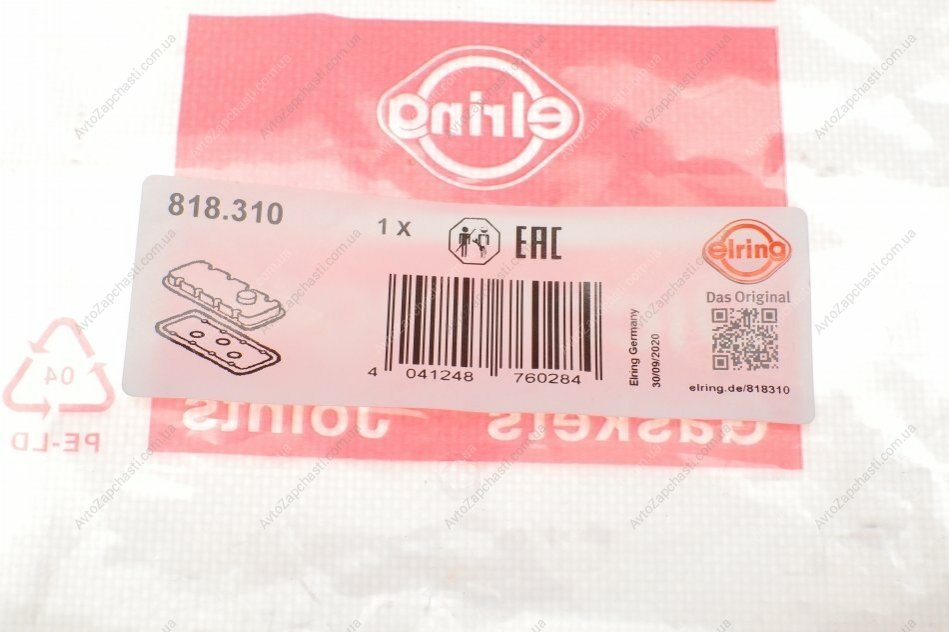 elring
818.310
1 X
EAC
elring
Das Original
4 041248 760284
Elring Germany
30/09/2020
elring.de/818310
04
PE-LD
Joints
Gaskets
AvtoZapchasti.com.ua